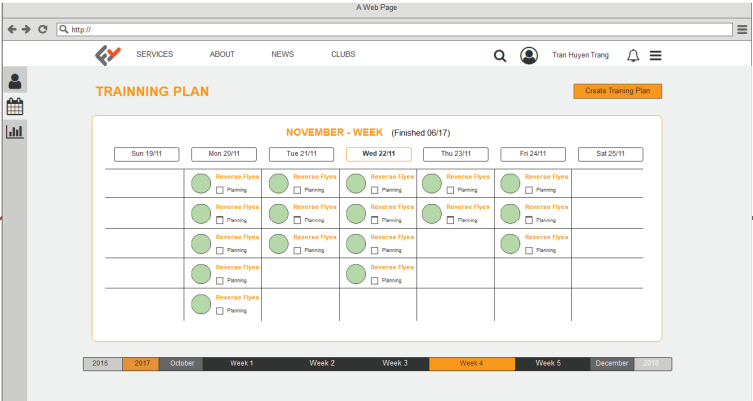 A Web Page
http://
SERVICES ABOUT NEWS CLUBS Tran Huyen Trang
TRAINNING PLAN
Create Training Plan
NOVEMBER - WEEK (Finished 06/17)
Sun 19/11 Mon 20/11 Tue 21/11 Wed 22/11 Thu 23/11 Fri 24/11 Sat 25/11
Reverse Flyes Reverse Flyes Reverse Flyes Reverse Flyes Reverse Flyes
Planning Planning Planning Planning Planning
Reverse Flyes Reverse Flyes Reverse Flyes Reverse Flyes Reverse Flyes
Planning Planning Planning Planning Planning
Reverse Flyes Reverse Flyes Reverse Flyes Reverse Flyes
Planning Planning Planning Planning
Reverse Flyes Reverse Flyes
Planning Planning
Reverse Flyes
Planning
2016 2017 October Week 1 Week 2 Week 3 Week 4 Week 5 December 2018